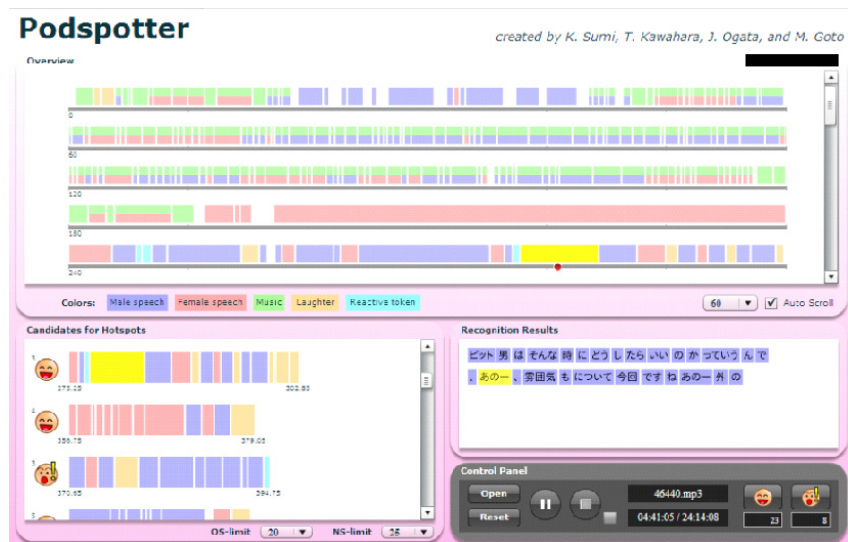 Podspotter
created by K. Sumi, T. Kawahara, J. Ogata, and M. Goto
Overview
0
60
120
180
240
Colors: Male speech Female speech Music Laughter Reactive token
60 Auto Scroll
Candidates for Hotspots
379.05
394.75
OS-limit 20 NS-limit 25
Recognition Results
ピット 男 は そんな 時 に どう し たら いい の か っていう ん で
、 あのー 、 雰囲気 も について 今回 です ね あのー 外 の
Control Panel
Open
Reset
46440.mp3
04:41:05 / 24:14:08
23
8